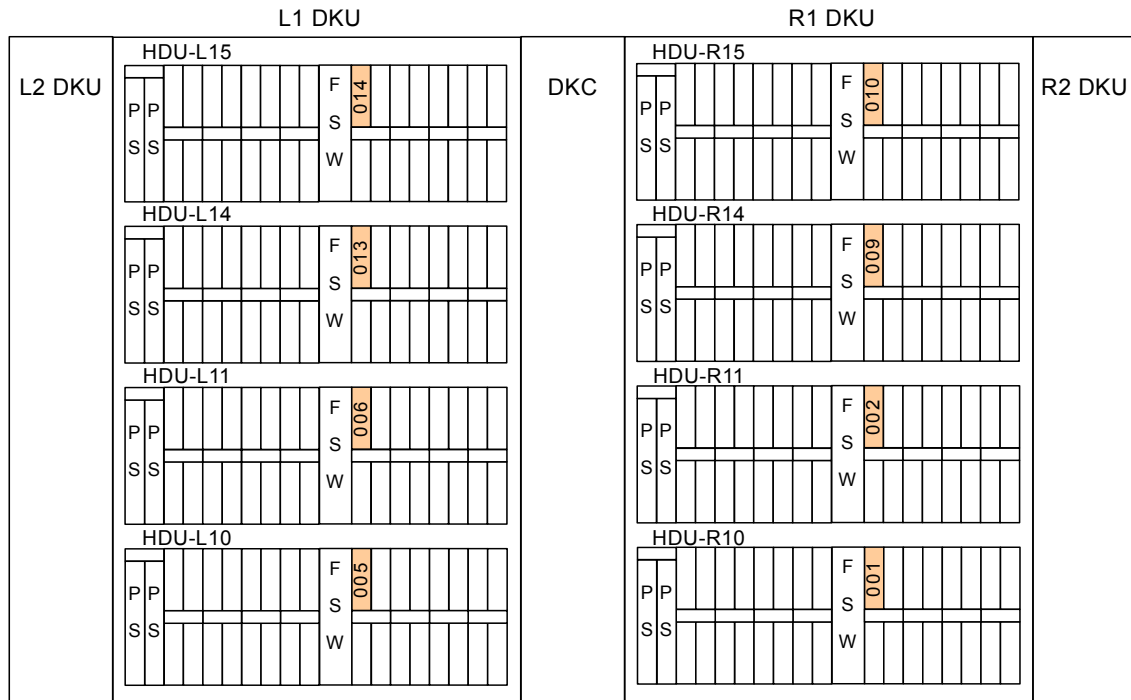 L1 DKU
R1 DKU
L2 DKU
DKC
R2 DKU
HDU-L15
P P
S S
F
S
W
014
HDU-L14
P P
S S
F
S
W
013
HDU-L11
P P
S S
F
S
W
006
HDU-L10
P P
S S
F
S
W
005
HDU-R15
P P
S S
F
S
W
010
HDU-R14
P P
S S
F
S
W
009
HDU-R11
P P
S S
F
S
W
002
HDU-R10
P P
S S
F
S
W
001